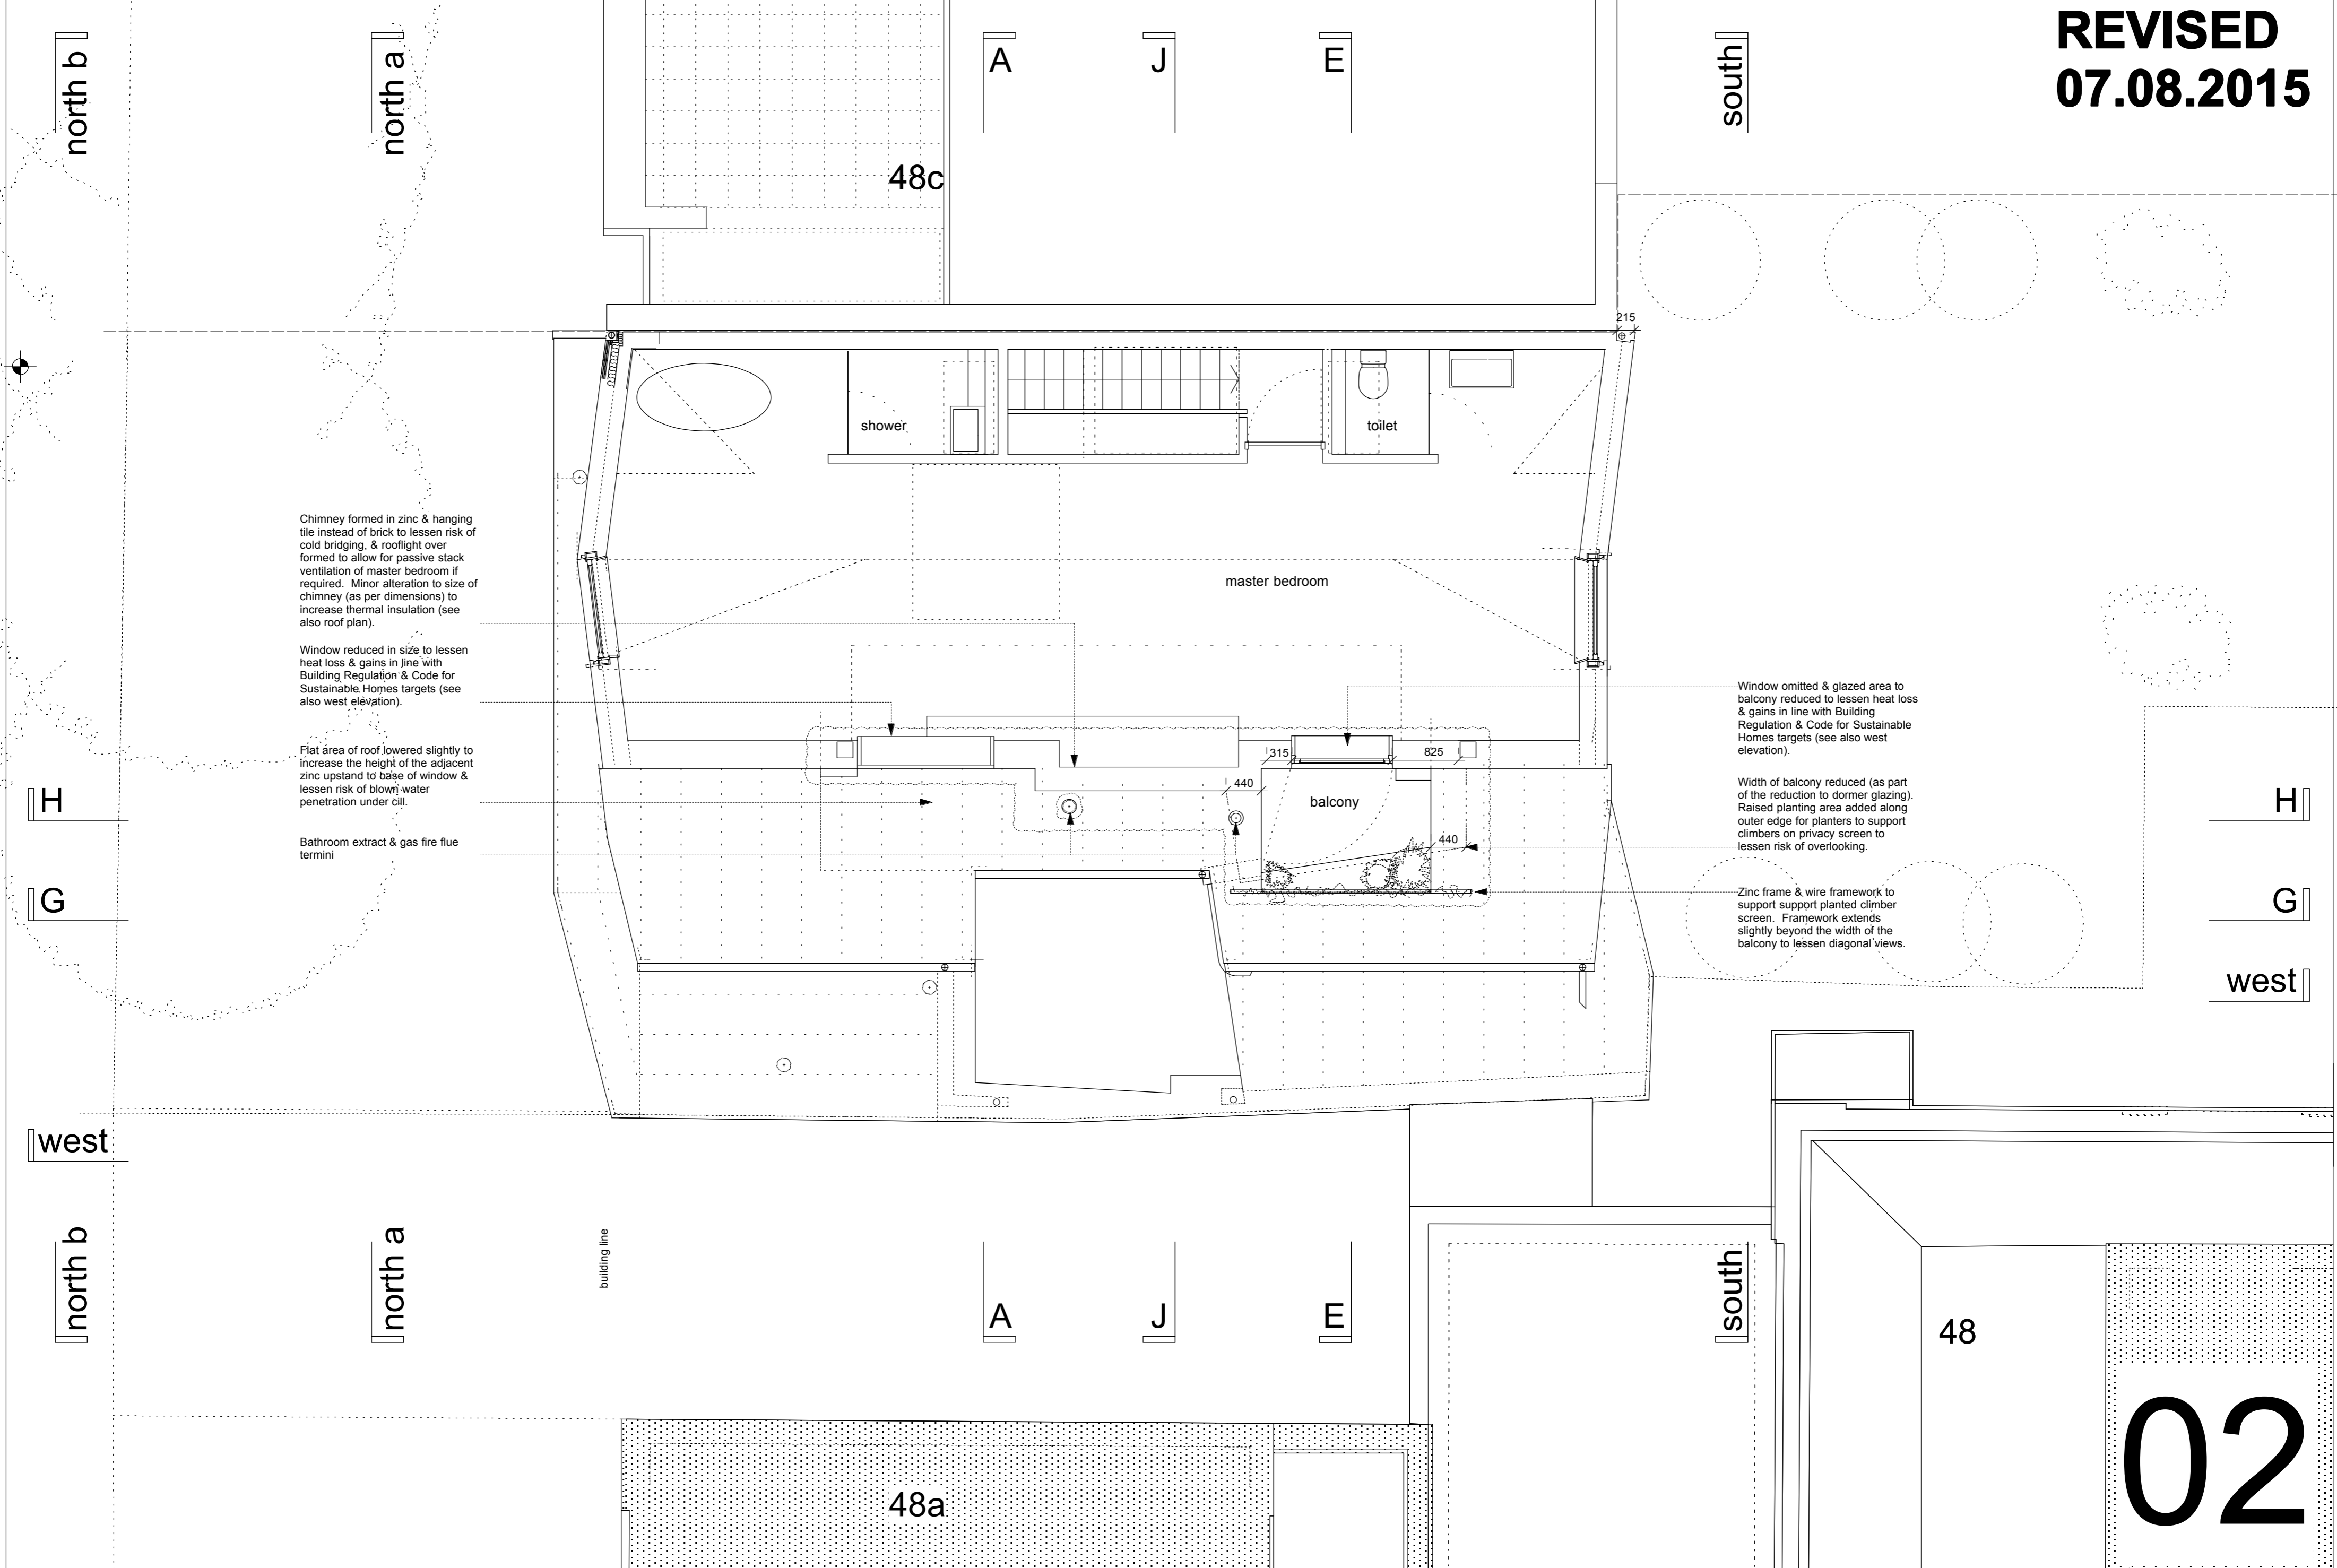 REVISED
07.08.2015
north b
north a
A
J
E
south
48c
215
shower
toilet
master bedroom
Chimney formed in zinc & hanging
tile instead of brick to lessen risk of
cold bridging, & rooflight over
formed to allow for passive stack
ventilation of master bedroom if
required. Minor alteration to size of
chimney (as per dimensions) to
increase thermal insulation (see
also roof plan).
Window reduced in size to lessen
heat loss & gains in line with
Building Regulation & Code for
Sustainable Homes targets (see
also west elevation).
Flat area of roof lowered slightly to
increase the height of the adjacent
zinc upstand to base of window &
lessen risk of blown water
penetration under cill.
Bathroom extract & gas fire flue
termini
315
825
440
balcony
440
Window omitted & glazed area to
balcony reduced to lessen heat loss
& gains in line with Building
Regulation & Code for Sustainable
Homes targets (see also west
elevation).
Width of balcony reduced (as part
of the reduction to dormer glazing).
Raised planting area added along
outer edge for planters to support
climbers on privacy screen to
lessen risk of overlooking.
Zinc frame & wire framework to
support support planted climber
screen. Framework extends
slightly beyond the width of the
balcony to lessen diagonal views.
H
H
G
G
west
west
north b
north a
building line
A
J
E
south
48
48a
02